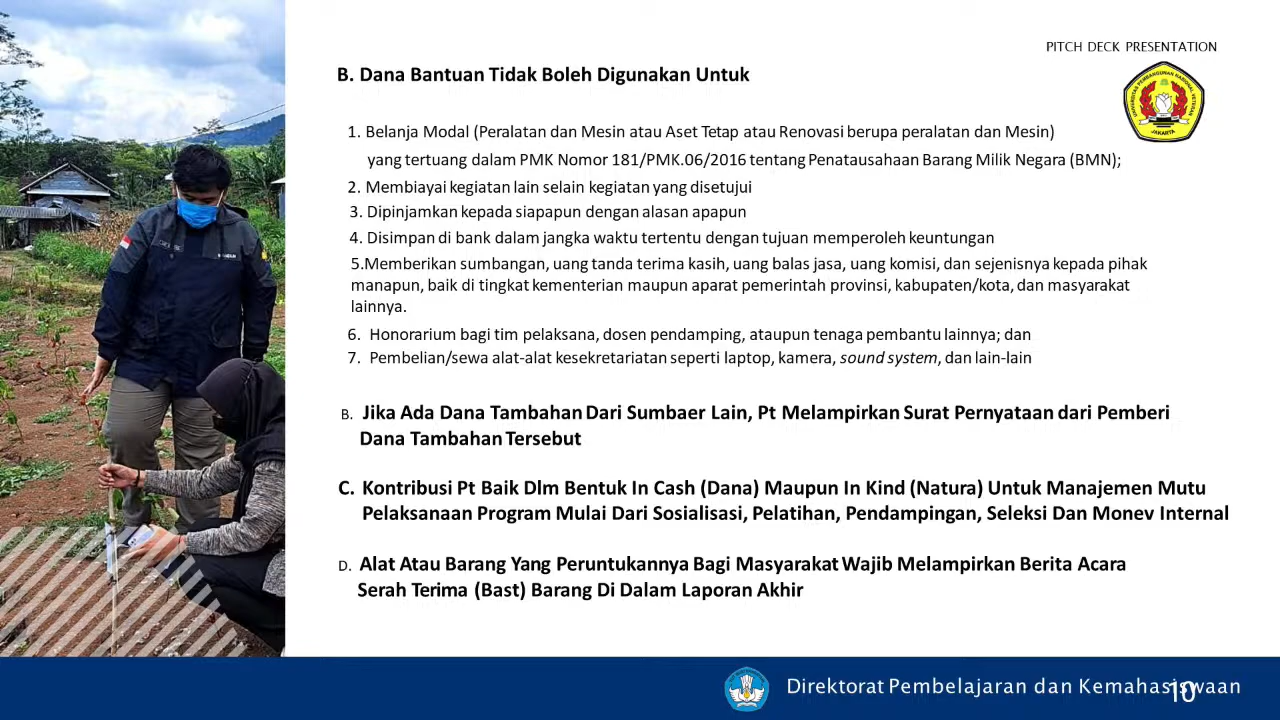 PITCH DECK PRESENTATION
B. Dana Bantuan Tidak Boleh Digunakan Untuk
UNIVERSITAS PEMBANGUNAN NASIONAL VETERAN
JAKARTA
1. Belanja Modal (Peralatan dan Mesin atau Aset Tetap atau Renovasi berupa peralatan dan Mesin)
yang tertuang dalam PMK Nomor 181/PMK.06/2016 tentang Penatausahaan Barang Milik Negara (BMN);
2. Membiayai kegiatan lain selain kegiatan yang disetujui
3. Dipinjamkan kepada siapapun dengan alasan apapun
4. Disimpan di bank dalam jangka waktu tertentu dengan tujuan memperoleh keuntungan
5.Memberikan sumbangan, uang tanda terima kasih, uang balas jasa, uang komisi, dan sejenisnya kepada pihak
manapun, baik di tingkat kementerian maupun aparat pemerintah provinsi, kabupaten/kota, dan masyarakat
lainnya.
6. Honorarium bagi tim pelaksana, dosen pendamping, ataupun tenaga pembantu lainnya; dan
7. Pembelian/sewa alat-alat kesekretariatan seperti laptop, kamera, sound system, dan lain-lain
B. Jika Ada Dana Tambahan Dari Sumbaer Lain, Pt Melampirkan Surat Pernyataan dari Pemberi
Dana Tambahan Tersebut
C. Kontribusi Pt Baik Dlm Bentuk In Cash (Dana) Maupun In Kind (Natura) Untuk Manajemen Mutu
Pelaksanaan Program Mulai Dari Sosialisasi, Pelatihan, Pendampingan, Seleksi Dan Monev Internal
D. Alat Atau Barang Yang Peruntukannya Bagi Masyarakat Wajib Melampirkan Berita Acara
Serah Terima (Bast) Barang Di Dalam Laporan Akhir
Direktorat Pembelajaran dan Kemahasiswaan
10